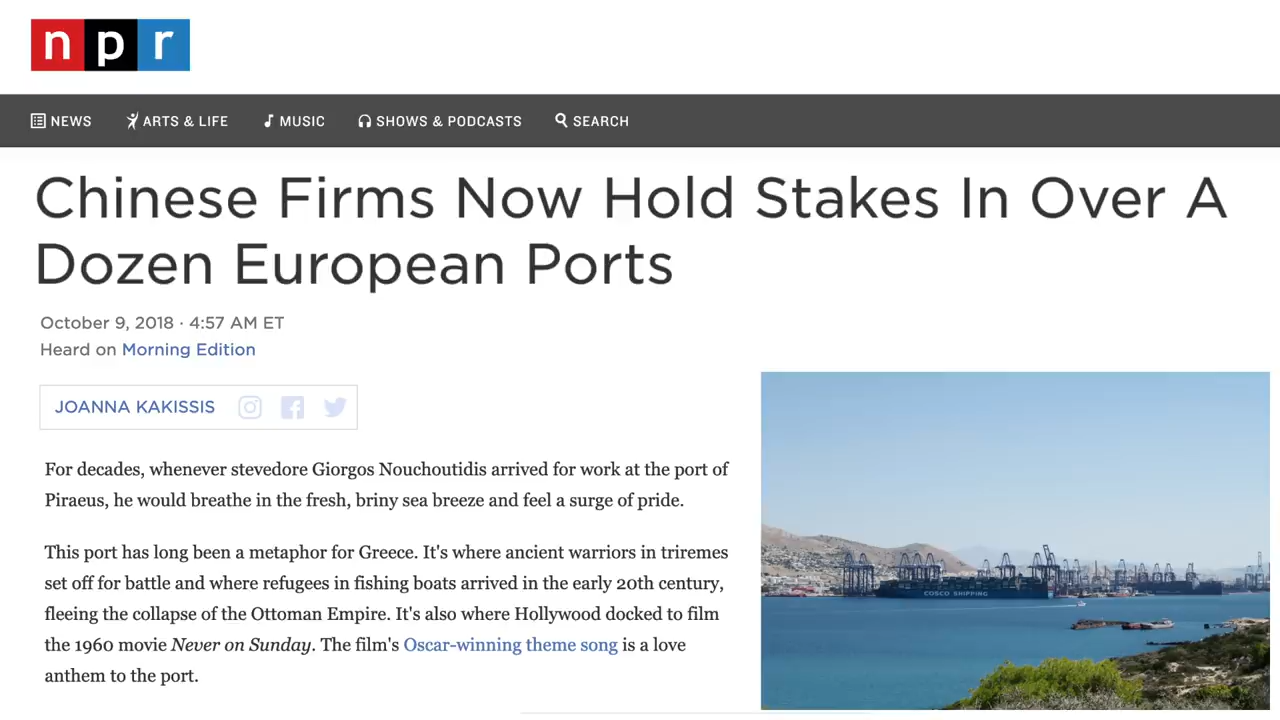 npr
NEWS ARTS & LIFE MUSIC SHOWS & PODCASTS SEARCH
Chinese Firms Now Hold Stakes In Over A
Dozen European Ports
October 9, 2018 · 4:57 AM ET
Heard on Morning Edition
JOANNA KAKISSIS
For decades, whenever stevedore Giorgos Nouchoutidis arrived for work at the port of
Piraeus, he would breathe in the fresh, briny sea breeze and feel a surge of pride.
This port has long been a metaphor for Greece. It's where ancient warriors in triremes
set off for battle and where refugees in fishing boats arrived in the early 20th century,
fleeing the collapse of the Ottoman Empire. It's also where Hollywood docked to film
the 1960 movie Never on Sunday. The film's Oscar-winning theme song is a love
anthem to the port.
COSCO SHIPPING